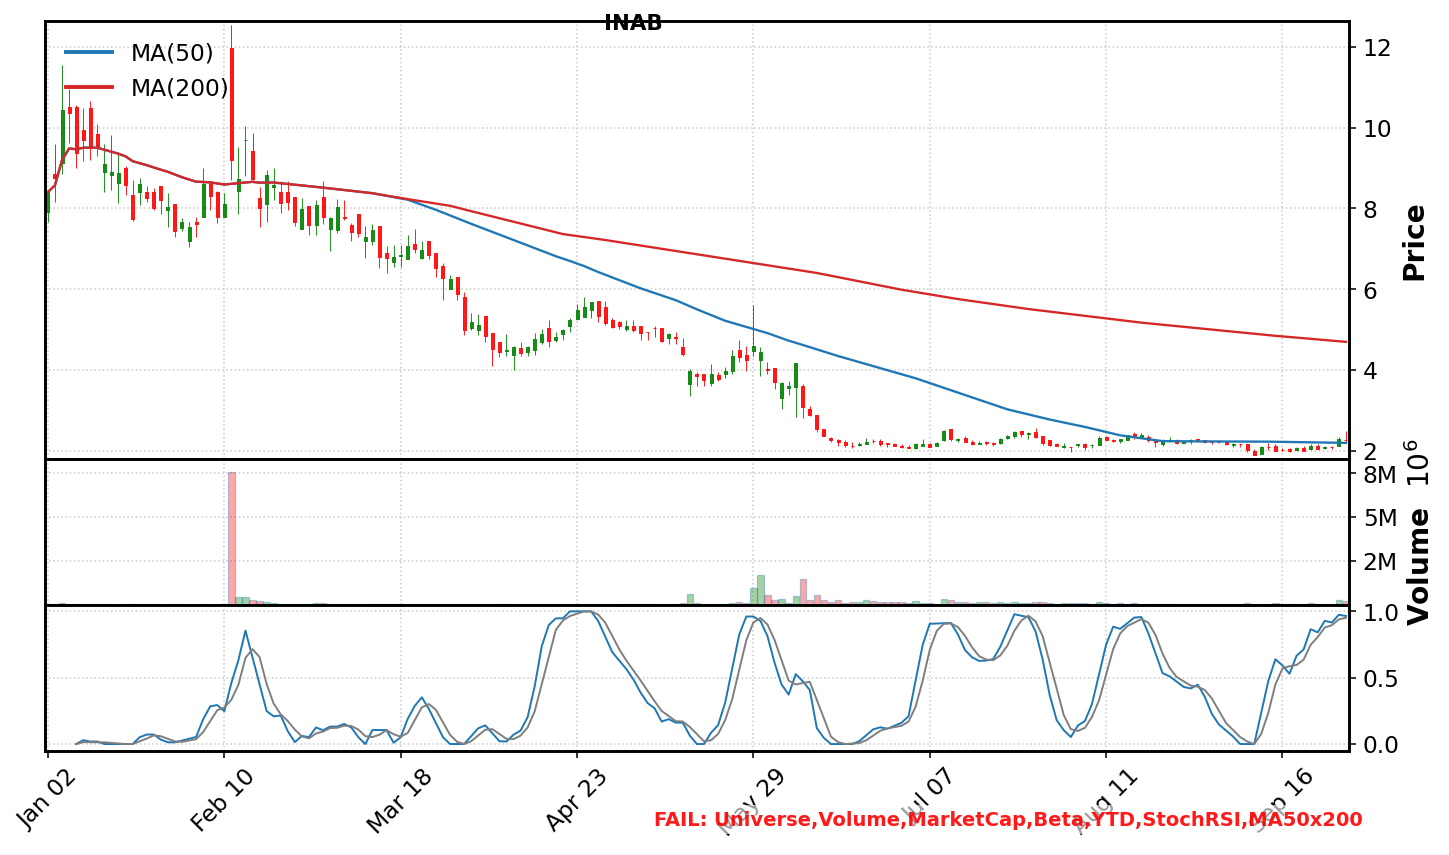 INAB
MA(50)
MA(200)
12
10
8
6
4
2
Price
8M
5M
2M
Volume 10^6
1.0
0.5
0.0
Jan 02
Feb 10
Mar 18
Apr 23
May 29
Jul 07
Aug 11
Sep 16
FAIL: Universe,Volume,MarketCap,Beta,YTD,StochRSI,MA50x200